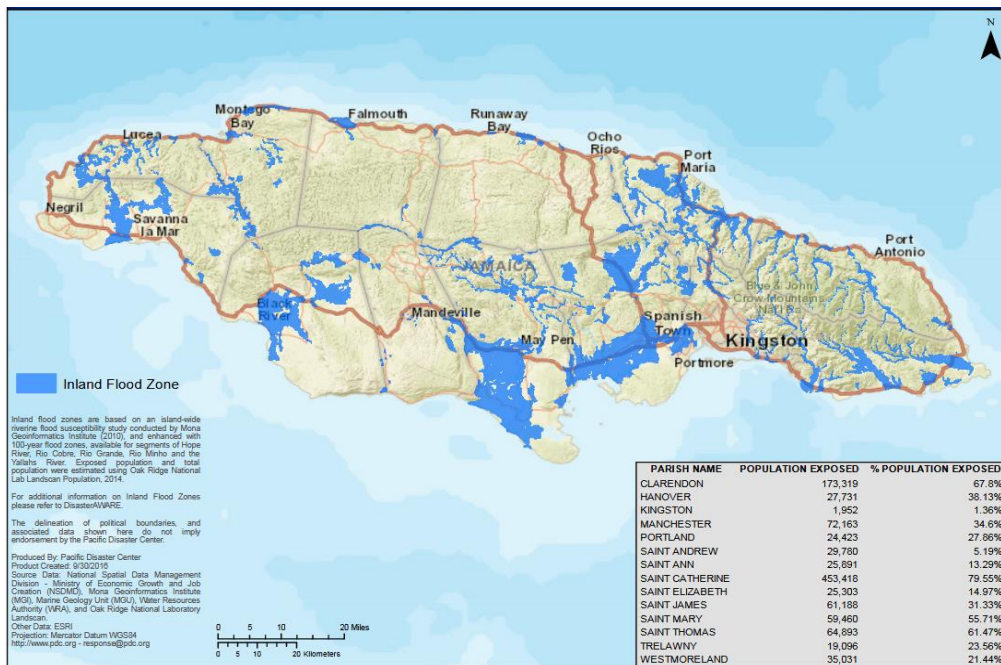 N
Montego
Bay
Falmouth
Runaway
Bay
Lucea
Ocho
Rios
Port
Maria
Negril
Savanna
la Mar
Port
Antonio
JAMAICA
Blue & John
Crow Mountains
Nat'l Pa
Black
River
Mandeville
Spanish
Town
May Pen
Kingston
Portmore
Inland Flood Zone
Inland flood zones are based on an island-wide
riverine flood susceptibility study conducted by Mona
Geoinformatics Institute (2010), and enhanced with
100-year flood zones, available for segments of Hope
River, Rio Cobre, Rio Grande, Rio Minho and the
Yallahs River. Exposed population and total
population were estimated using Oak Ridge National
Lab Landscan Population, 2014.
For additional information on Inland Flood Zones
please refer to DisasterAWARE.
The delineation of political boundaries, and
associated data shown here do not imply
endorsement by the Pacific Disaster Center.
Produced By: Pacific Disaster Center
Product Created: 9/30/2016
Source Data: National Spatial Data Management
Division - Ministry of Economic Growth and Job
Creation (NSDMD), Mona Geoinformatics Institute
(MGI), Marine Geology Unit (MGU), Water Resources
Authority (WRA), and Oak Ridge National Laboratory
Landscan.
Other Data: ESRI
Projection: Mercator Datum WGS84
http://www.pdc.org - response@pdc.org
0 5 10 20 Miles
0 5 10 20 Kilometers
PARISH NAME POPULATION EXPOSED % POPULATION EXPOSED
CLARENDON 173,319 67.8%
HANOVER 27,731 38.13%
KINGSTON 1,952 1.36%
MANCHESTER 72,163 34.6%
PORTLAND 24,423 27.86%
SAINT ANDREW 29,780 5.19%
SAINT ANN 25,891 13.29%
SAINT CATHERINE 453,418 79.55%
SAINT ELIZABETH 25,303 14.97%
SAINT JAMES 61,188 31.33%
SAINT MARY 59,460 55.71%
SAINT THOMAS 64,893 61.47%
TRELAWNY 19,096 23.56%
WESTMORELAND 35,031 21.44%